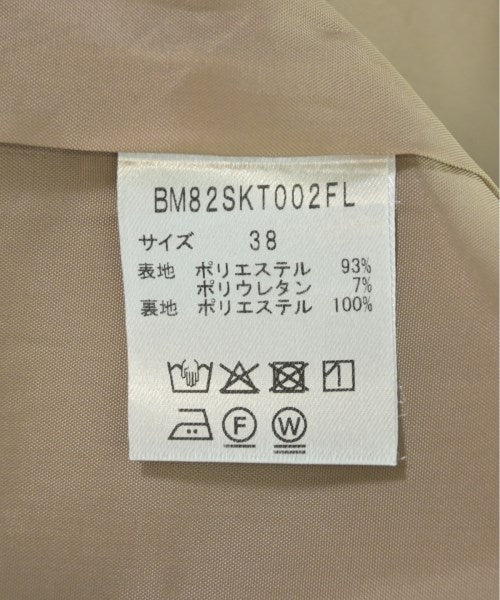 BM82SKT002FL
サイズ 38
表地 ポリエステル 93%
ポリウレタン 7%
裏地 ポリエステル 100%
F W